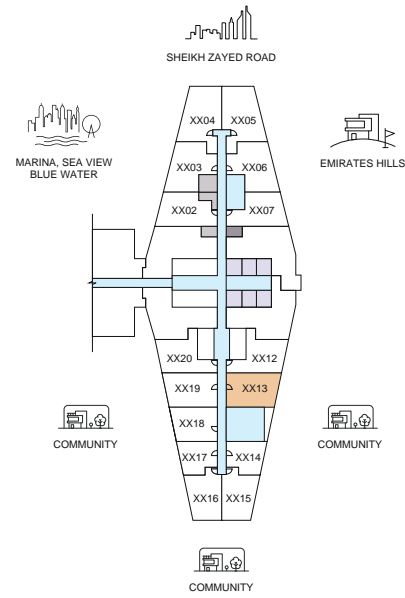 SHEIKH ZAYED ROAD
MARINA, SEA VIEW
BLUE WATER
EMIRATES HILLS
XX04
XX05
XX03
XX06
XX02
XX07
XX20
XX12
XX19
XX13
XX18
XX17
XX14
XX16
XX15
COMMUNITY
COMMUNITY
COMMUNITY